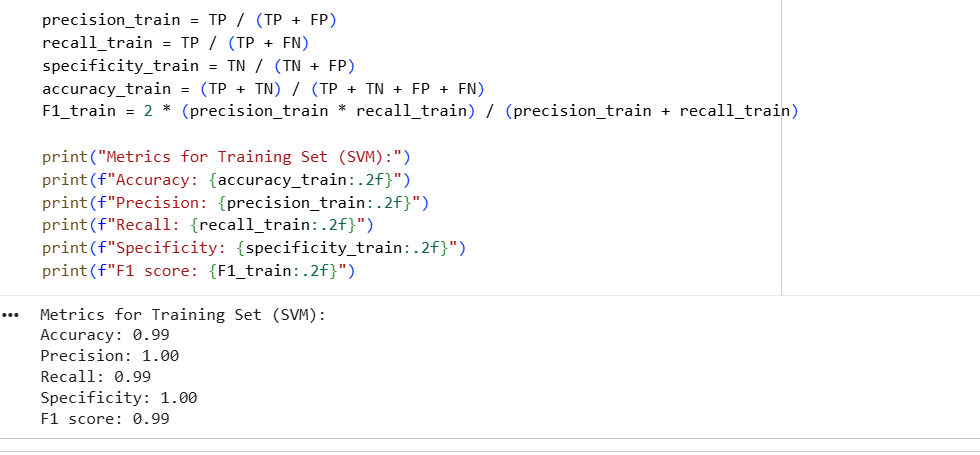 precision_train = TP / (TP + FP)
recall_train = TP / (TP + FN)
specificity_train = TN / (TN + FP)
accuracy_train = (TP + TN) / (TP + TN + FP + FN)
F1_train = 2 * (precision_train * recall_train) / (precision_train + recall_train)
print("Metrics for Training Set (SVM):")
print(f"Accuracy: {accuracy_train:.2f}")
print(f"Precision: {precision_train:.2f}")
print(f"Recall: {recall_train:.2f}")
print(f"Specificity: {specificity_train:.2f}")
print(f"F1 score: {F1_train:.2f}")
Metrics for Training Set (SVM):
Accuracy: 0.99
Precision: 1.00
Recall: 0.99
Specificity: 1.00
F1 score: 0.99